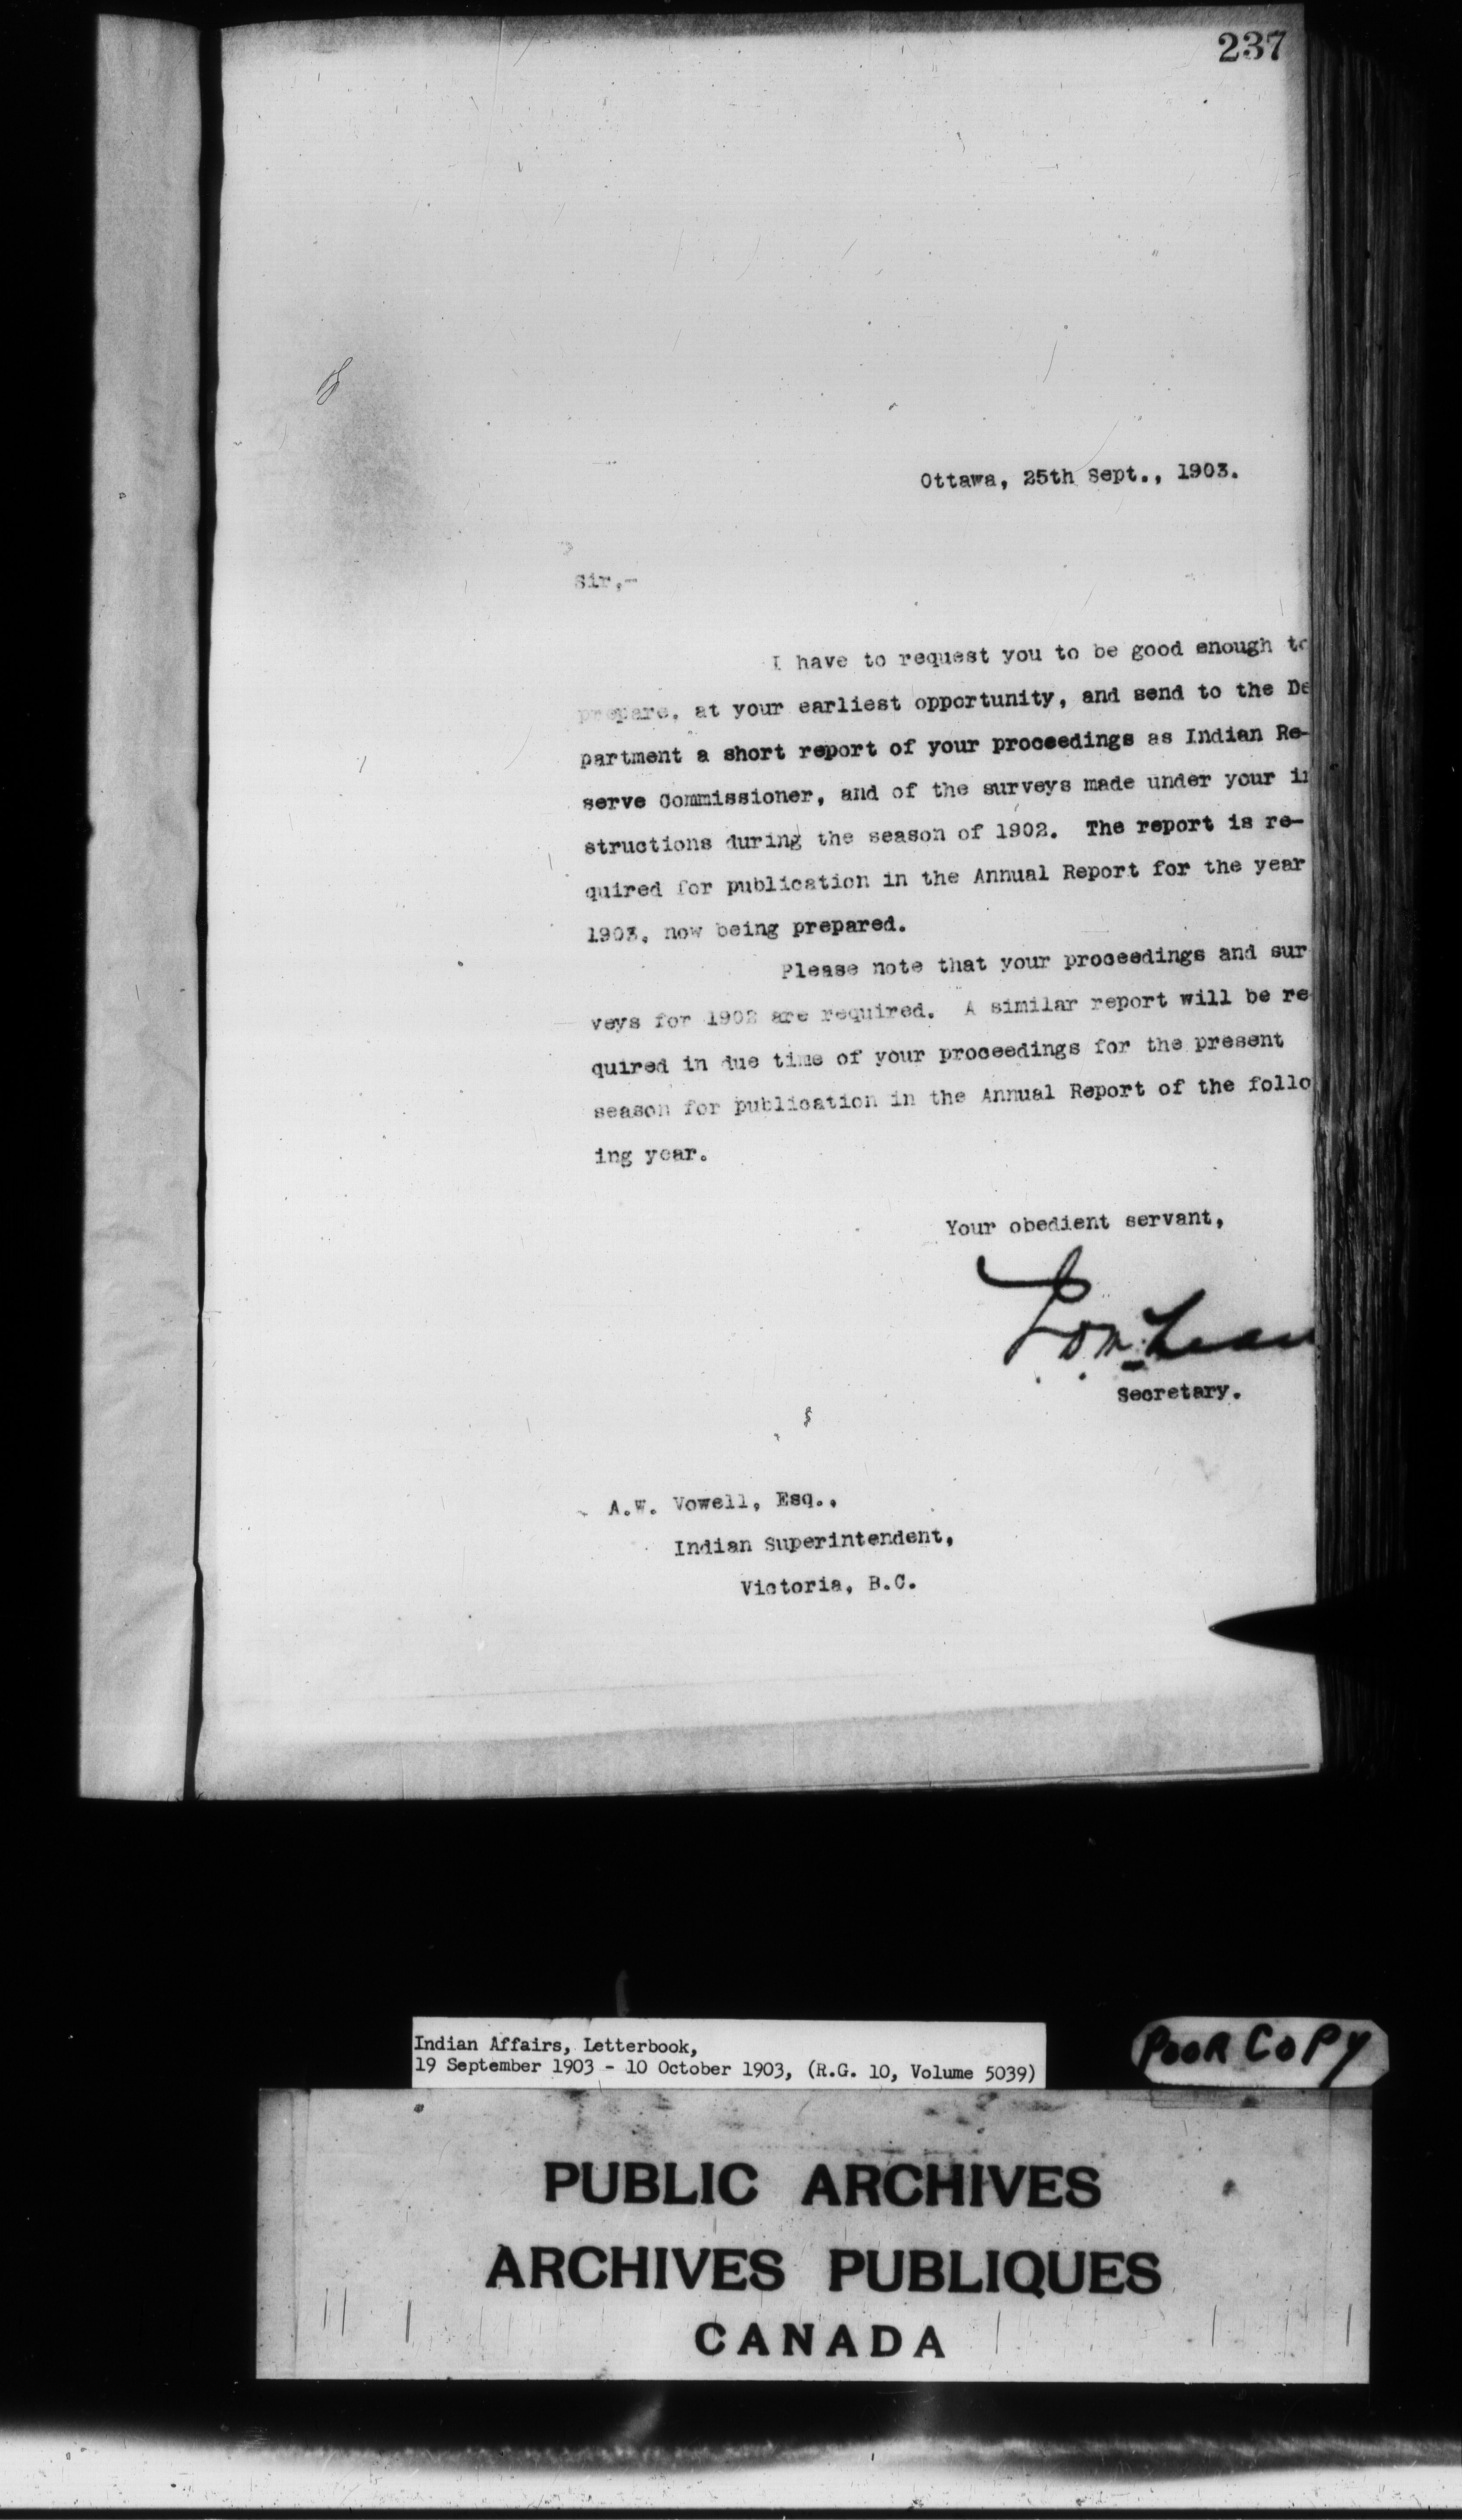 237
Ottawa, 25th Sept., 1903.
Sir,-
I have to request you to be good enough to
prepare, at your earliest opportunity, and send to the De
partment a short report of your proceedings as Indian Re-
serve Commissioner, and of the surveys made under your in
structions during the season of 1902. The report is re-
quired for publication in the Annual Report for the year
1903, now being prepared.
Please note that your proceedings and sur
veys for 1902 are required. A similar report will be re
quired in due time of your proceedings for the present
season for publication in the Annual Report of the follo
ing year.
Your obedient servant,
Secretary.
A.W. Vowell, Esq.,
Indian Superintendent,
Victoria, B.C.
Indian Affairs, Letterbook,
19 September 1903 - 10 October 1903, (R.G. 10, Volume 5039)
POOR COPY
PUBLIC ARCHIVES
ARCHIVES PUBLIQUES
CANADA